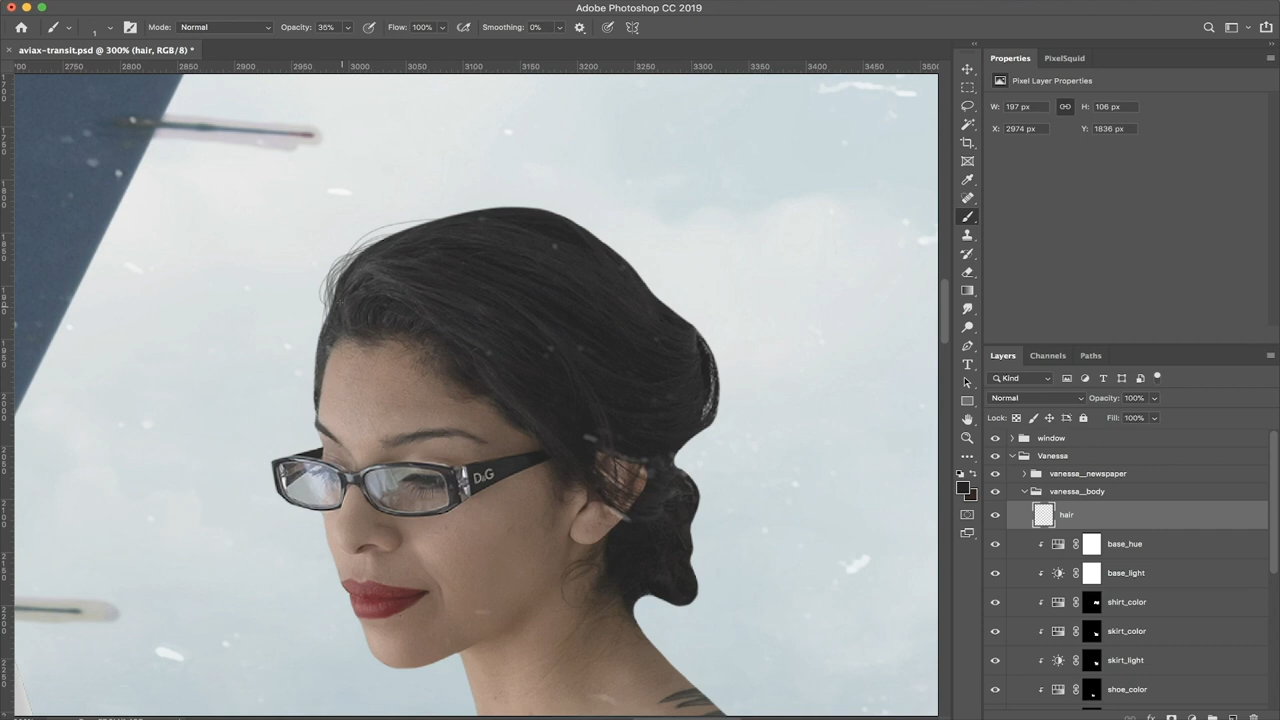 Adobe Photoshop CC 2019
1
Mode: Normal
Opacity: 35%
Flow: 100%
Smoothing: 0%
aviax-transit.psd @ 300% (hair, RGB/8) *
2750 2800 2850 2900 2950 3000 3050 3100 3150 3200 3250 3300 3350 3400 3450
Properties PixelSquid
Pixel Layer Properties
W: 197 px H: 106 px
X: 2974 px Y: 1836 px
D&G
Layers Channels Paths
Kind
Normal Opacity: 100%
Lock: Fill: 100%
window
Vanessa
vanessa_newspaper
vanessa_body
hair
base_hue
base_light
shirt_color
skirt_color
skirt_light
shoe_color